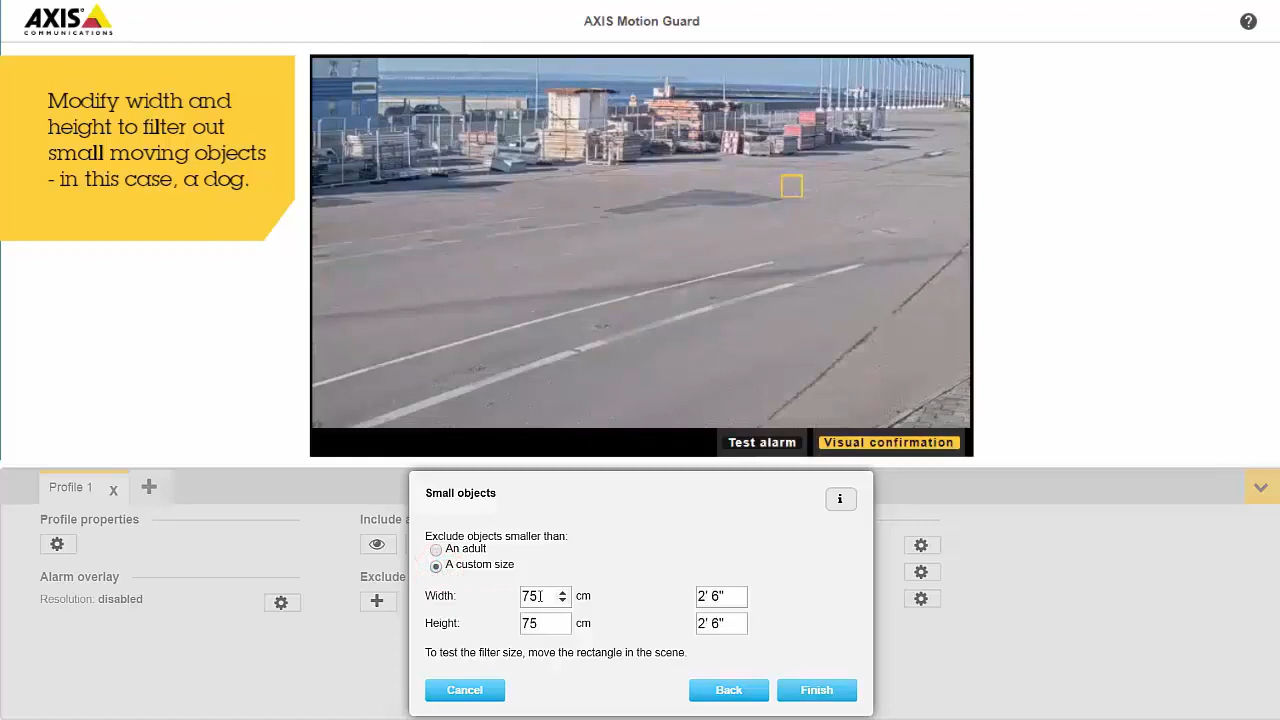 AXIS
COMMUNICATIONS
AXIS Motion Guard
?
Modify width and
height to filter out
small moving objects
- in this case, a dog.
Test alarm
Visual confirmation
Profile 1 x +
Profile properties
Include a
Alarm overlay
Exclude
Resolution: disabled
Small objects
i
Exclude objects smaller than:
An adult
A custom size
Width: 75 cm 2' 6"
Height: 75 cm 2' 6"
To test the filter size, move the rectangle in the scene.
Cancel Back Finish